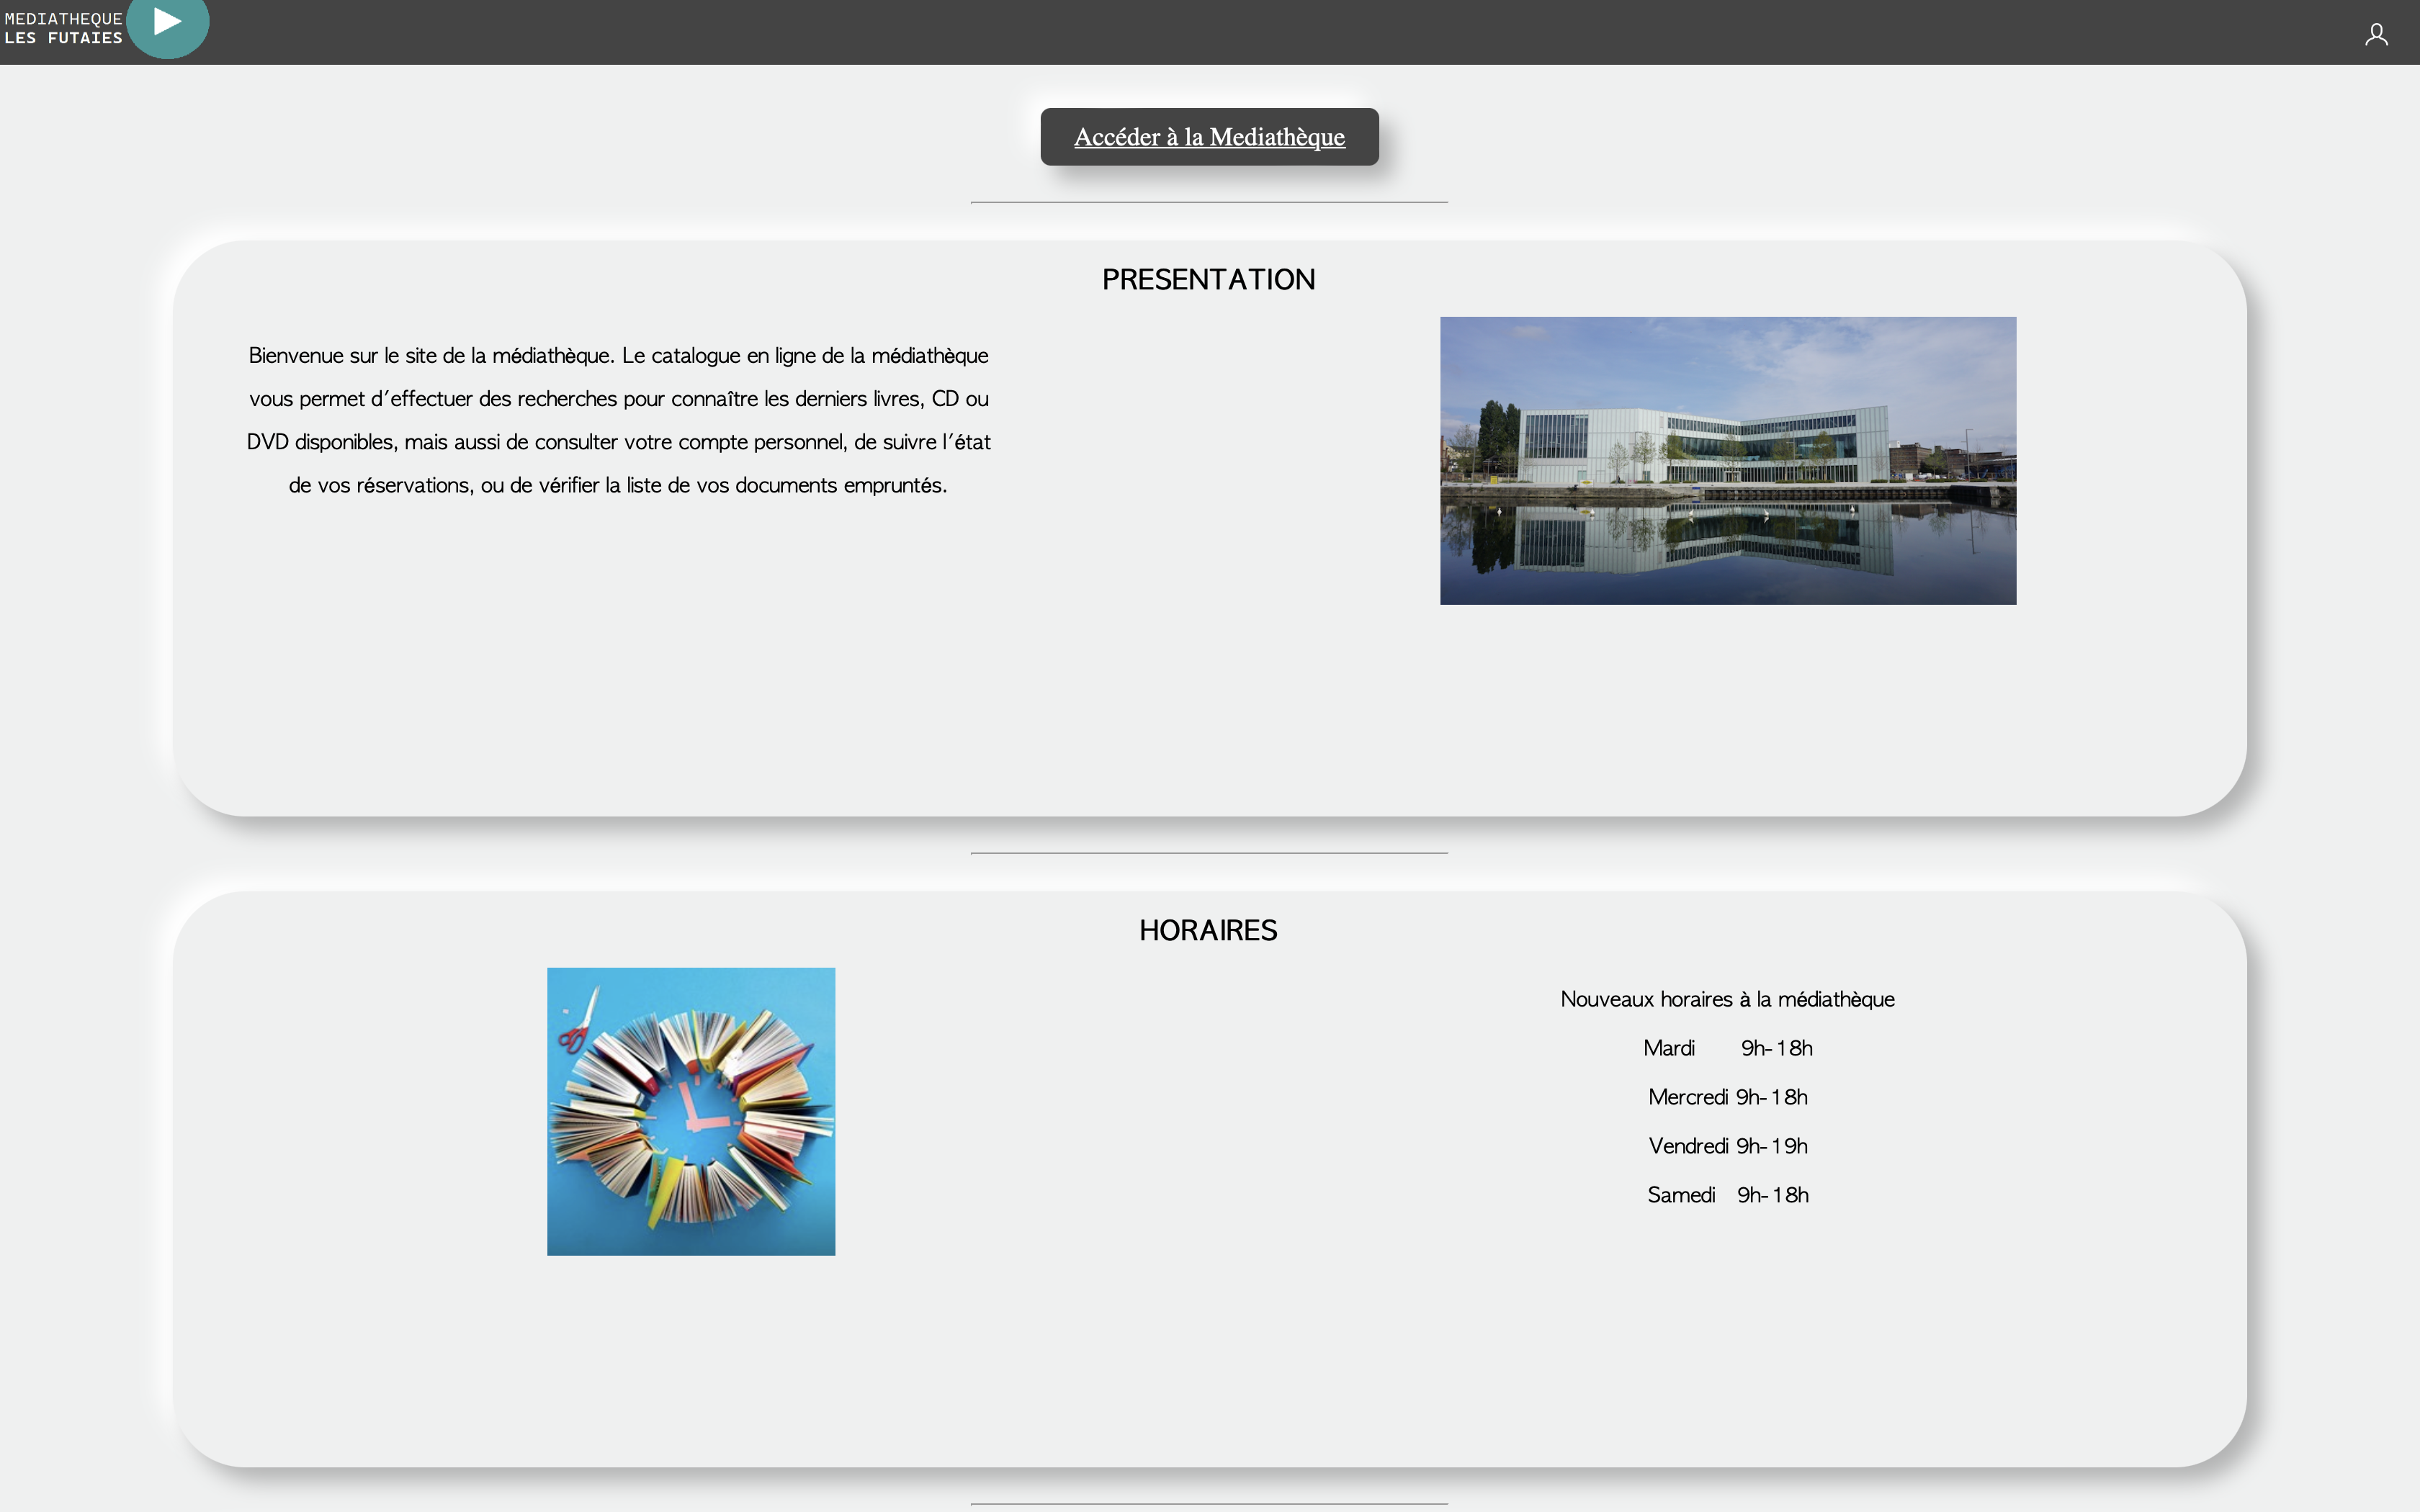 MEDIATHEQUE
LES FUTAIES
Accéder à la Mediathèque
PRESENTATION
Bienvenue sur le site de la médiathèque. Le catalogue en ligne de la médiathèque
vous permet d'effectuer des recherches pour connaître les derniers livres, CD ou
DVD disponibles, mais aussi de consulter votre compte personnel, de suivre l'état
de vos réservations, ou de vérifier la liste de vos documents empruntés.
HORAIRES
Nouveaux horaires à la médiathèque
Mardi 9h-18h
Mercredi 9h-18h
Vendredi 9h-19h
Samedi 9h-18h